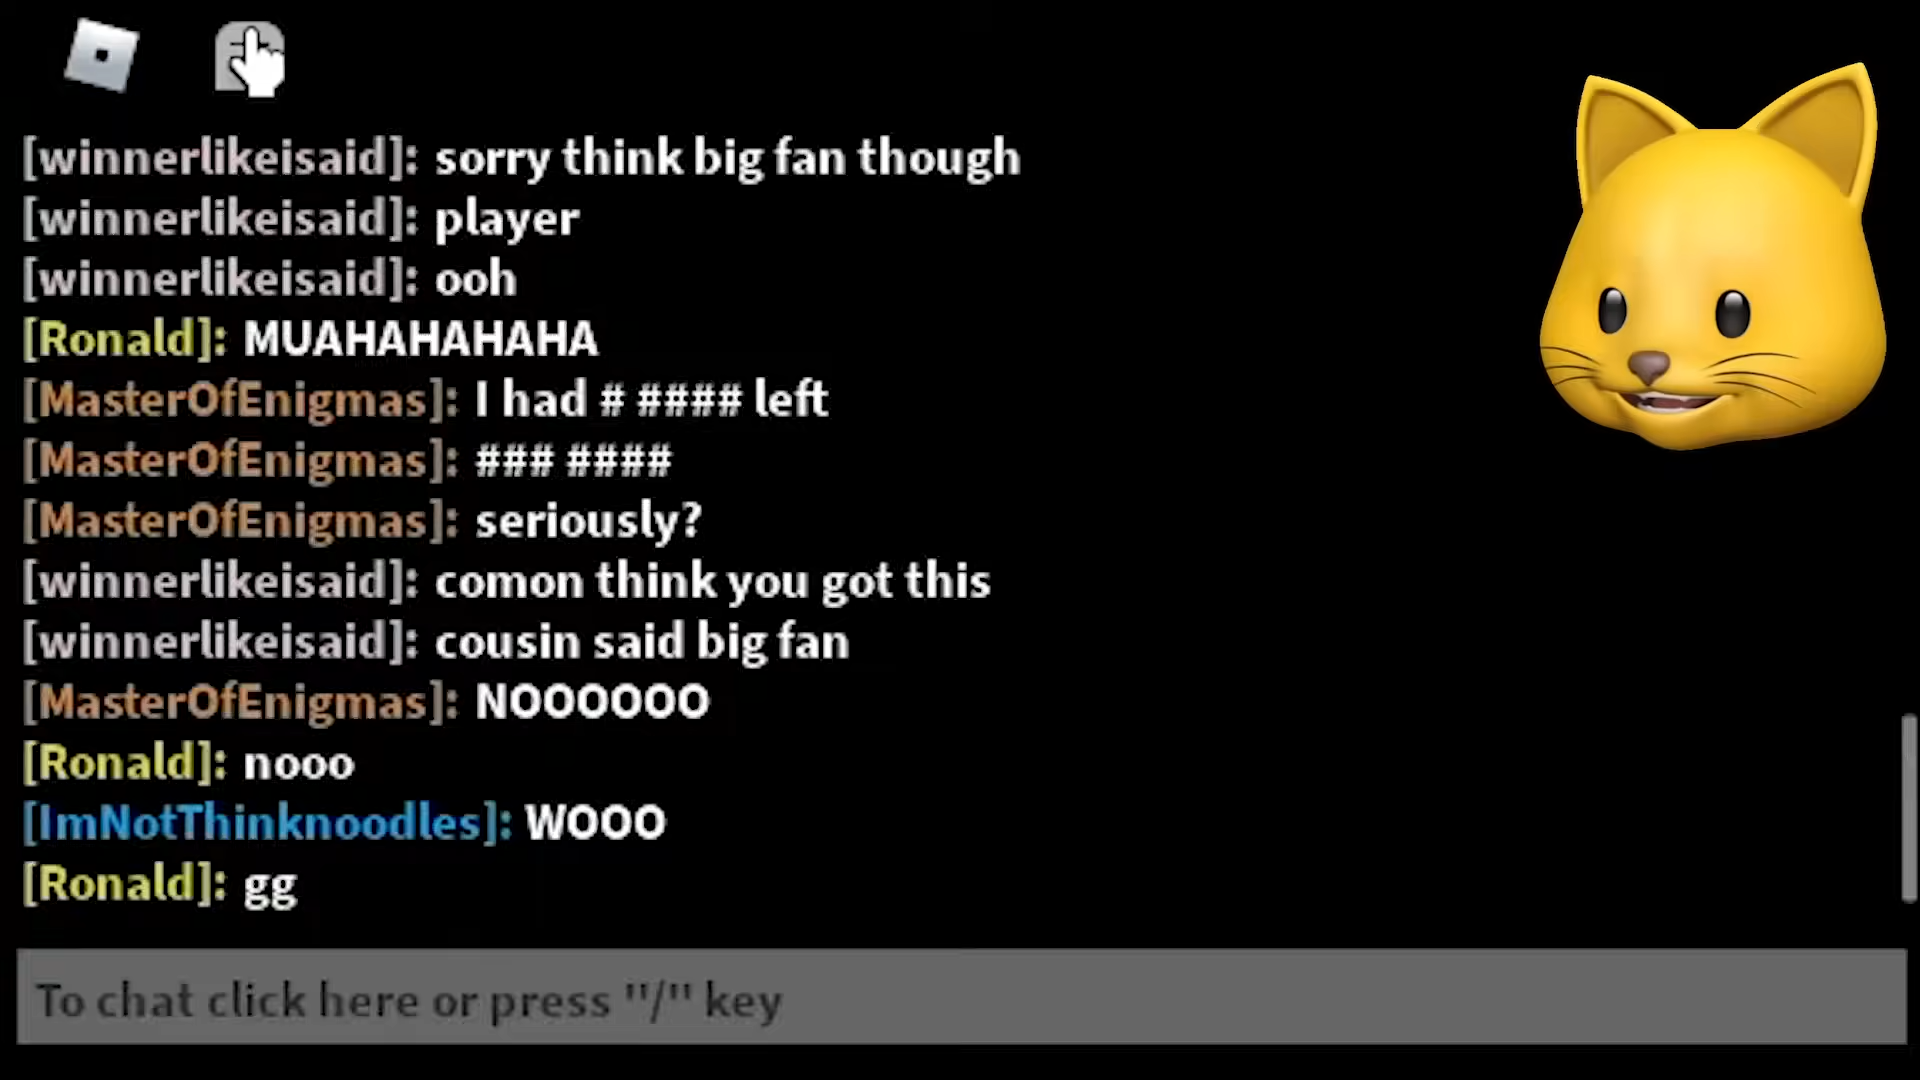 [winnerlikeisaid]: sorry think big fan though
[winnerlikeisaid]: player
[winnerlikeisaid]: ooh
[Ronald]: MUAHAHAHAHA
[MasterOfEnigmas]: I had # #### left
[MasterOfEnigmas]: ### ####
[MasterOfEnigmas]: seriously?
[winnerlikeisaid]: comon think you got this
[winnerlikeisaid]: cousin said big fan
[MasterOfEnigmas]: NOOOOOO
[Ronald]: nooo
[ImNotThinknoodles]: WOOO
[Ronald]: gg
To chat click here or press "/" key